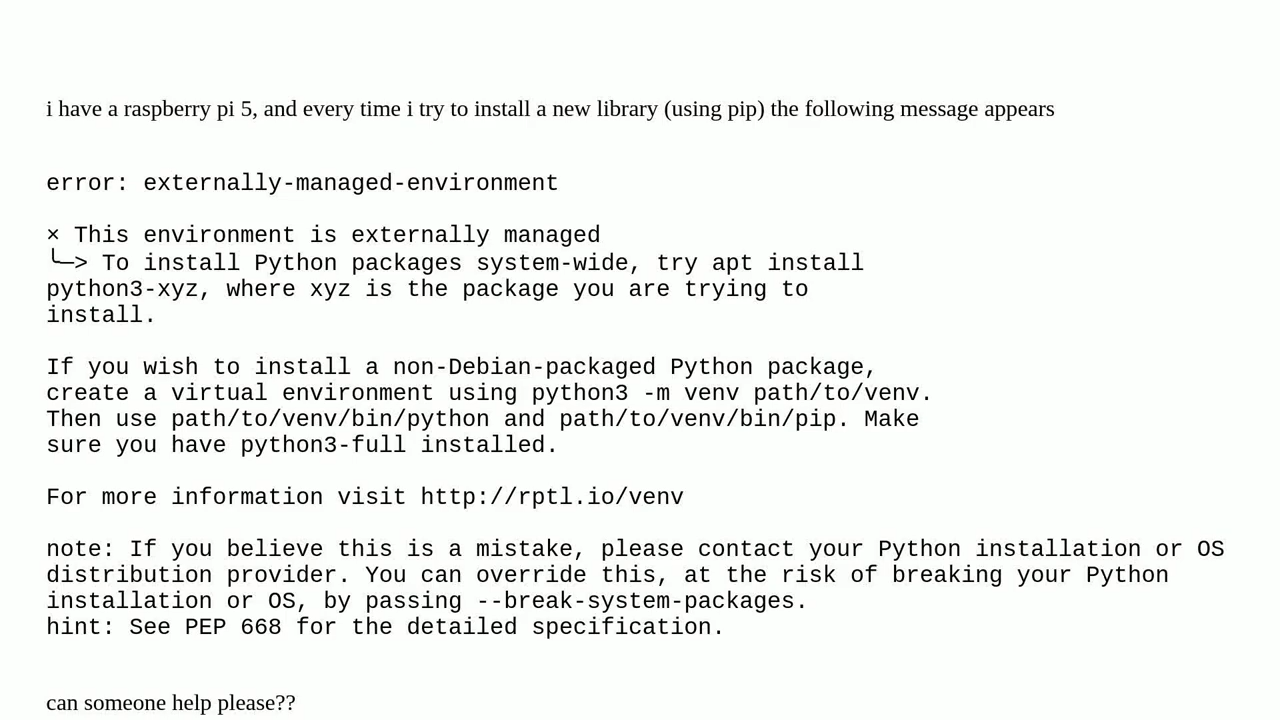 i have a raspberry pi 5, and every time i try to install a new library (using pip) the following message appears
error: externally-managed-environment
× This environment is externally managed
╰─> To install Python packages system-wide, try apt install
python3-xyz, where xyz is the package you are trying to
install.
If you wish to install a non-Debian-packaged Python package,
create a virtual environment using python3 -m venv path/to/venv.
Then use path/to/venv/bin/python and path/to/venv/bin/pip. Make
sure you have python3-full installed.
For more information visit http://rptl.io/venv
note: If you believe this is a mistake, please contact your Python installation or OS
distribution provider. You can override this, at the risk of breaking your Python
installation or OS, by passing --break-system-packages.
hint: See PEP 668 for the detailed specification.
can someone help please??